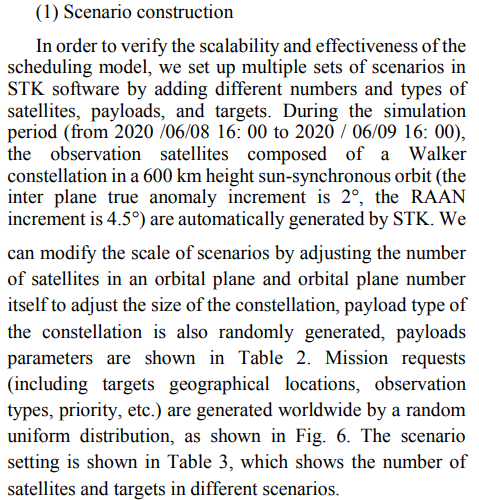 (1) Scenario construction
In order to verify the scalability and effectiveness of the
scheduling model, we set up multiple sets of scenarios in
STK software by adding different numbers and types of
satellites, payloads, and targets. During the simulation
period (from 2020 /06/08 16: 00 to 2020 / 06/09 16: 00),
the observation satellites composed of a Walker
constellation in a 600 km height sun-synchronous orbit (the
inter plane true anomaly increment is 2°, the RAAN
increment is 4.5°) are automatically generated by STK. We
can modify the scale of scenarios by adjusting the number
of satellites in an orbital plane and orbital plane number
itself to adjust the size of the constellation, payload type of
the constellation is also randomly generated, payloads
parameters are shown in Table 2. Mission requests
(including targets geographical locations, observation
types, priority, etc.) are generated worldwide by a random
uniform distribution, as shown in Fig. 6. The scenario
setting is shown in Table 3, which shows the number of
satellites and targets in different scenarios.